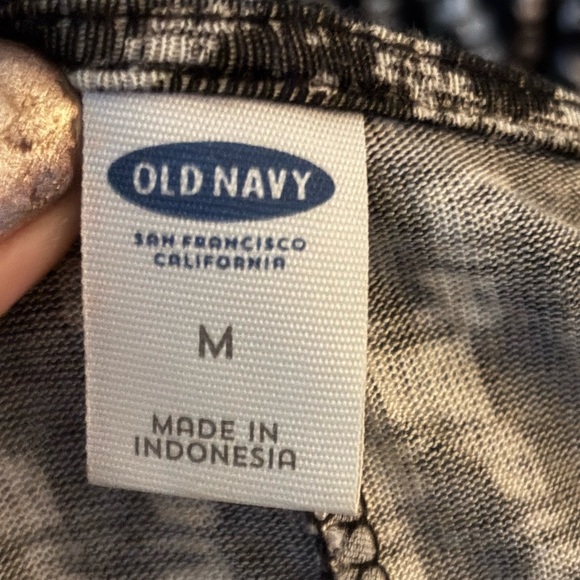 OLD NAVY
SAN FRANCISCO
CALIFORNIA
M
MADE IN
INDONESIA